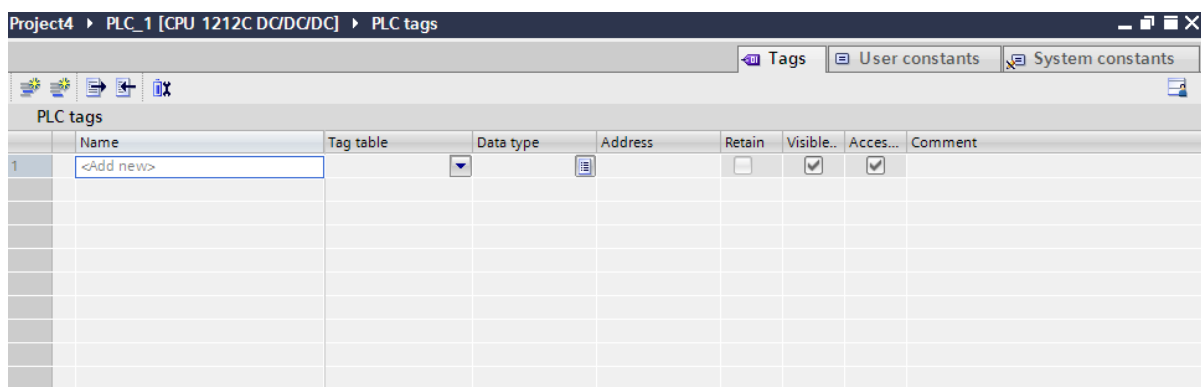 Project4 ▸ PLC_1 [CPU 1212C DC/DC/DC] ▸ PLC tags
Tags User constants System constants
PLC tags
Name Tag table Data type Address Retain Visible.. Acces... Comment
1 <Add new>